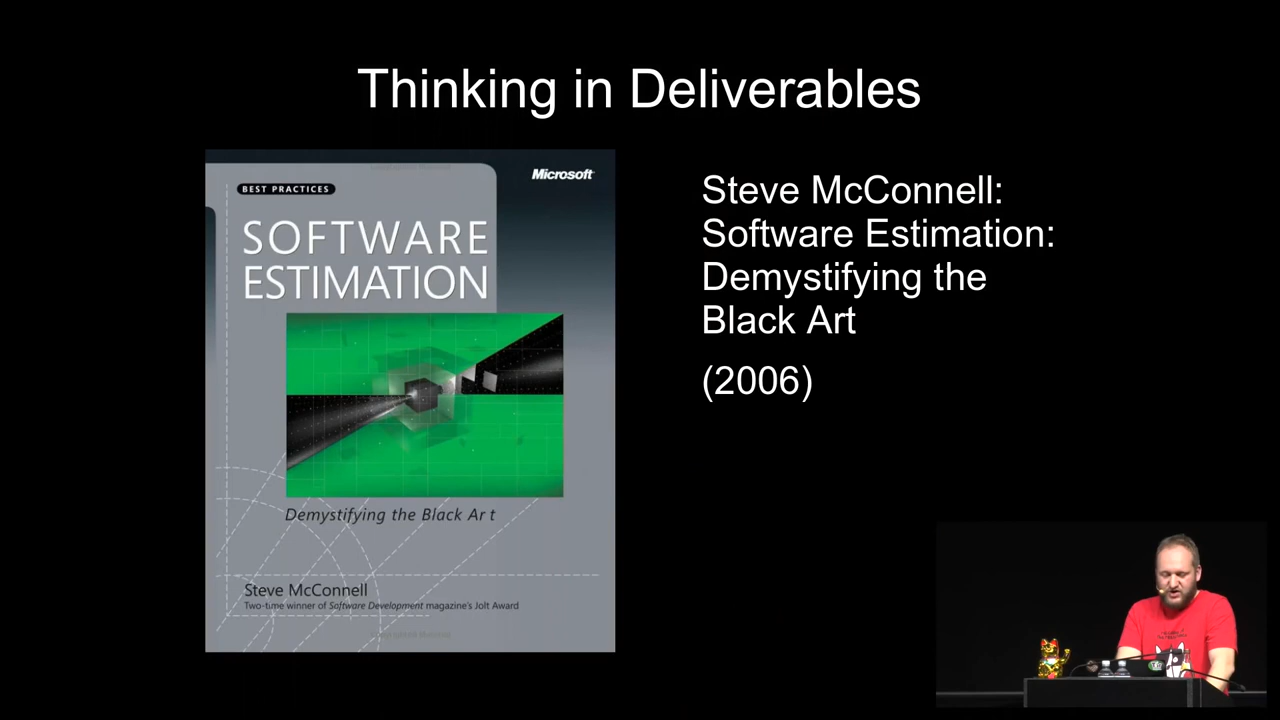 Thinking in Deliverables
BEST PRACTICES
Microsoft
SOFTWARE
ESTIMATION
Demystifying the Black Art
Steve McConnell
Two-time winner of Software Development magazine's Jolt Award
Steve McConnell:
Software Estimation:
Demystifying the
Black Art
(2006)